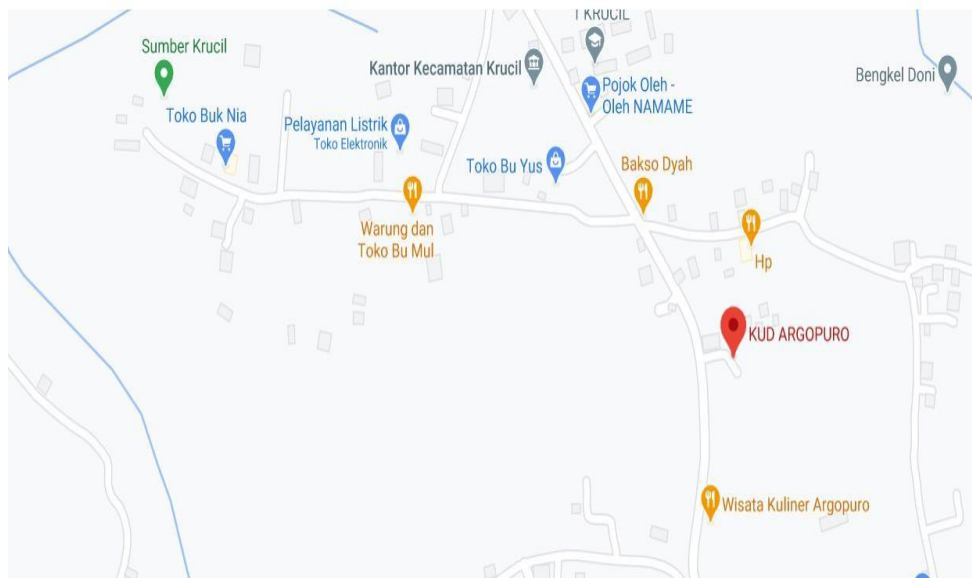 T KRUCIL
Sumber Krucil
Kantor Kecamatan Krucil
Bengkel Doni
Pojok Oleh -
Oleh NAMAME
Toko Buk Nia
Pelayanan Listrik
Toko Elektronik
Toko Bu Yus
Bakso Dyah
Warung dan
Toko Bu Mul
Hp
KUD ARGOPURO
Wisata Kuliner Argopuro